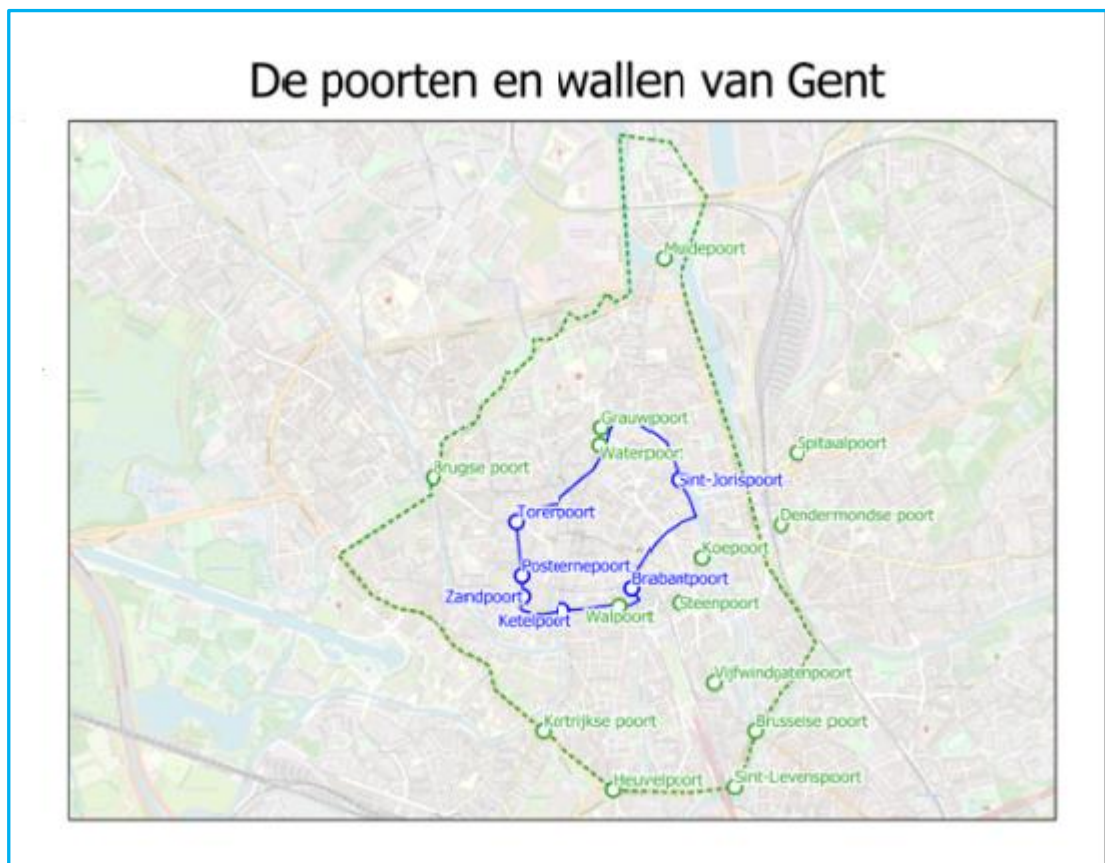 De poorten en wallen van Gent
Muidepoort
Grauwpoort
Waterpoort
Spitaalpoort
Brugse poort
Sint-Jorispoort
Torenpoort
Dendermondse poort
Koepoort
Posteernepoort
Brabantpoort
Zandpoort
Steenpoort
Ketelpoort
Walpoort
Vijfwindgatenpoort
Kortrijkse poort
Brusselse poort
Heuvelpoort
Sint-Lievenspoort